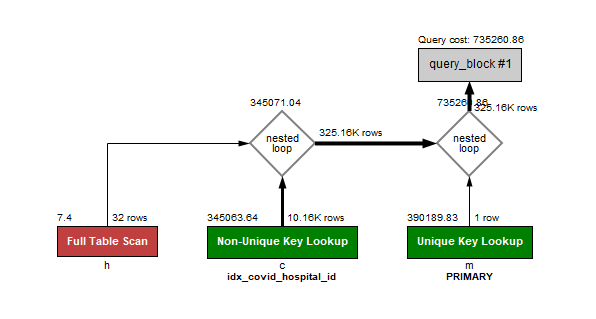 Query cost: 735260.86
query_block #1
345071.04
735260.86
325.16K rows
nested
loop
325.16K rows
nested
loop
7.4
32 rows
345063.64
10.16K rows
390189.83
1 row
Full Table Scan
Non-Unique Key Lookup
Unique Key Lookup
h
c
m
idx_covid_hospital_id
PRIMARY